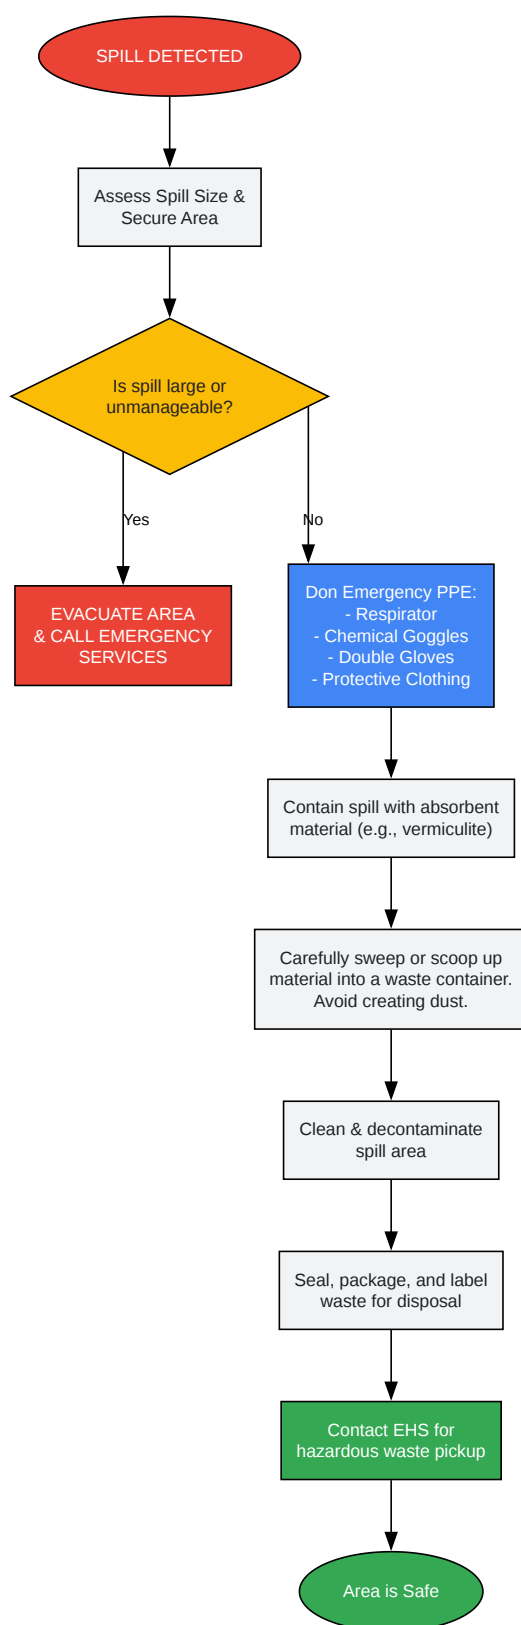 SPILL DETECTED
Assess Spill Size &
Secure Area
Is spill large or
unmanageable?
Yes
No
EVACUATE AREA
& CALL EMERGENCY
SERVICES
Don Emergency PPE:
- Respirator
- Chemical Goggles
- Double Gloves
- Protective Clothing
Contain spill with absorbent
material (e.g., vermiculite)
Carefully sweep or scoop up
material into a waste container.
Avoid creating dust.
Clean & decontaminate
spill area
Seal, package, and label
waste for disposal
Contact EHS for
hazardous waste pickup
Area is Safe